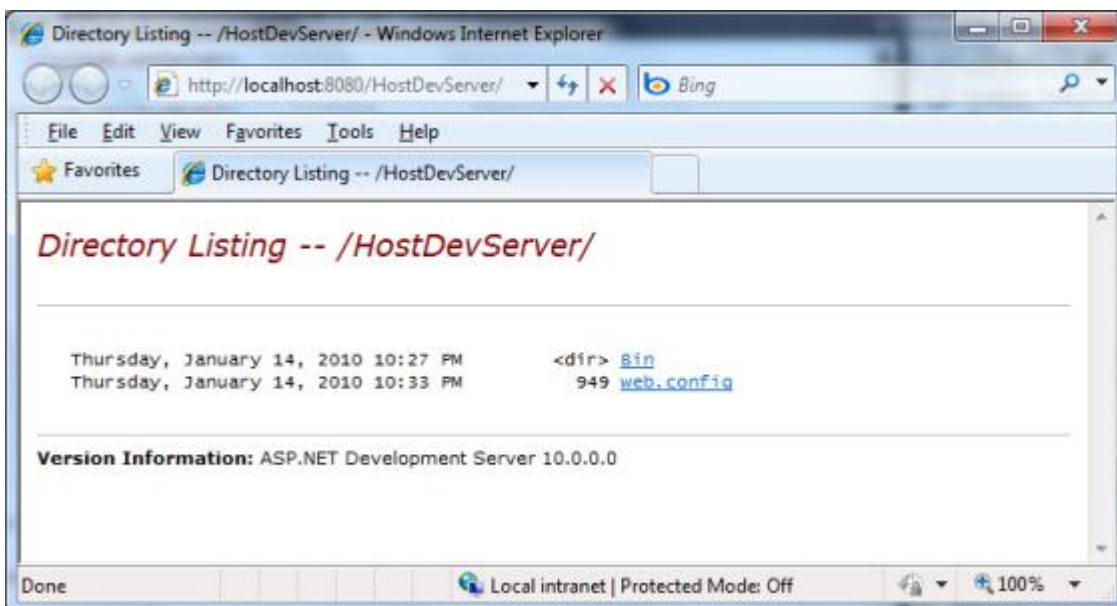 Directory Listing -- /HostDevServer/ - Windows Internet Explorer
http://localhost:8080/HostDevServer/
Bing
File Edit View Favorites Tools Help
Favorites
Directory Listing -- /HostDevServer/
Directory Listing -- /HostDevServer/
Thursday, January 14, 2010 10:27 PM <dir> Bin
Thursday, January 14, 2010 10:33 PM 949 web.config
Version Information: ASP.NET Development Server 10.0.0.0
Done
Local intranet | Protected Mode: Off
100%